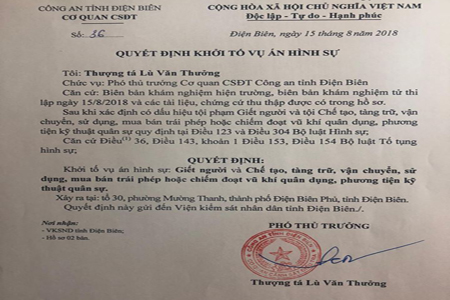 CÔNG AN TỈNH ĐIỆN BIÊN
CƠ QUAN CSĐT
Số: 36
CỘNG HÒA XÃ HỘI CHỦ NGHĨA VIỆT NAM
Độc lập - Tự do - Hạnh phúc
Điện Biên, ngày 15 tháng 8 năm 2018
QUYẾT ĐỊNH KHỞI TỐ VỤ ÁN HÌNH SỰ
Tôi: Thượng tá Lù Văn Thưởng
Chức vụ: Phó thủ trưởng Cơ quan CSĐT Công an tỉnh Điện Biên
Căn cứ: Biên bản khám nghiệm hiện trường, biên bản khám nghiệm tử thi
lập ngày 15/8/2018 và các tài liệu, chứng cứ thu thập được có trong hồ sơ.
Sau khi xác định có dấu hiệu tội phạm Giết người và tội Chế tạo, tàng trữ, vận
chuyển, sử dụng, mua bán trái phép hoặc chiếm đoạt vũ khí quân dụng, phương
tiện kỹ thuật quân sự quy định tại Điều 123 và Điều 304 Bộ luật Hình sự;
Căn cứ Điều(1) 36, Điều 143, khoản 1 Điều 153, Điều 154 Bộ luật Tố tụng
hình sự;
QUYẾT ĐỊNH:
Khởi tố vụ án hình sự: Giết người và Chế tạo, tàng trữ, vận chuyển, sử
dụng, mua bán trái phép hoặc chiếm đoạt vũ khí quân dụng, phương tiện kỹ
thuật quân sự.
Xảy ra tại: tổ 30, phường Mường Thanh, thành phố Điện Biên Phủ, tỉnh Điện Biên.
Quyết định này gửi đến Viện kiểm sát nhân dân tỉnh Điện Biên./.
Nơi nhận:
- VKSND tỉnh Điện Biên;
- Hồ sơ 02 bản.
PHÓ THỦ TRƯỞNG
Thượng tá Lù Văn Thưởng